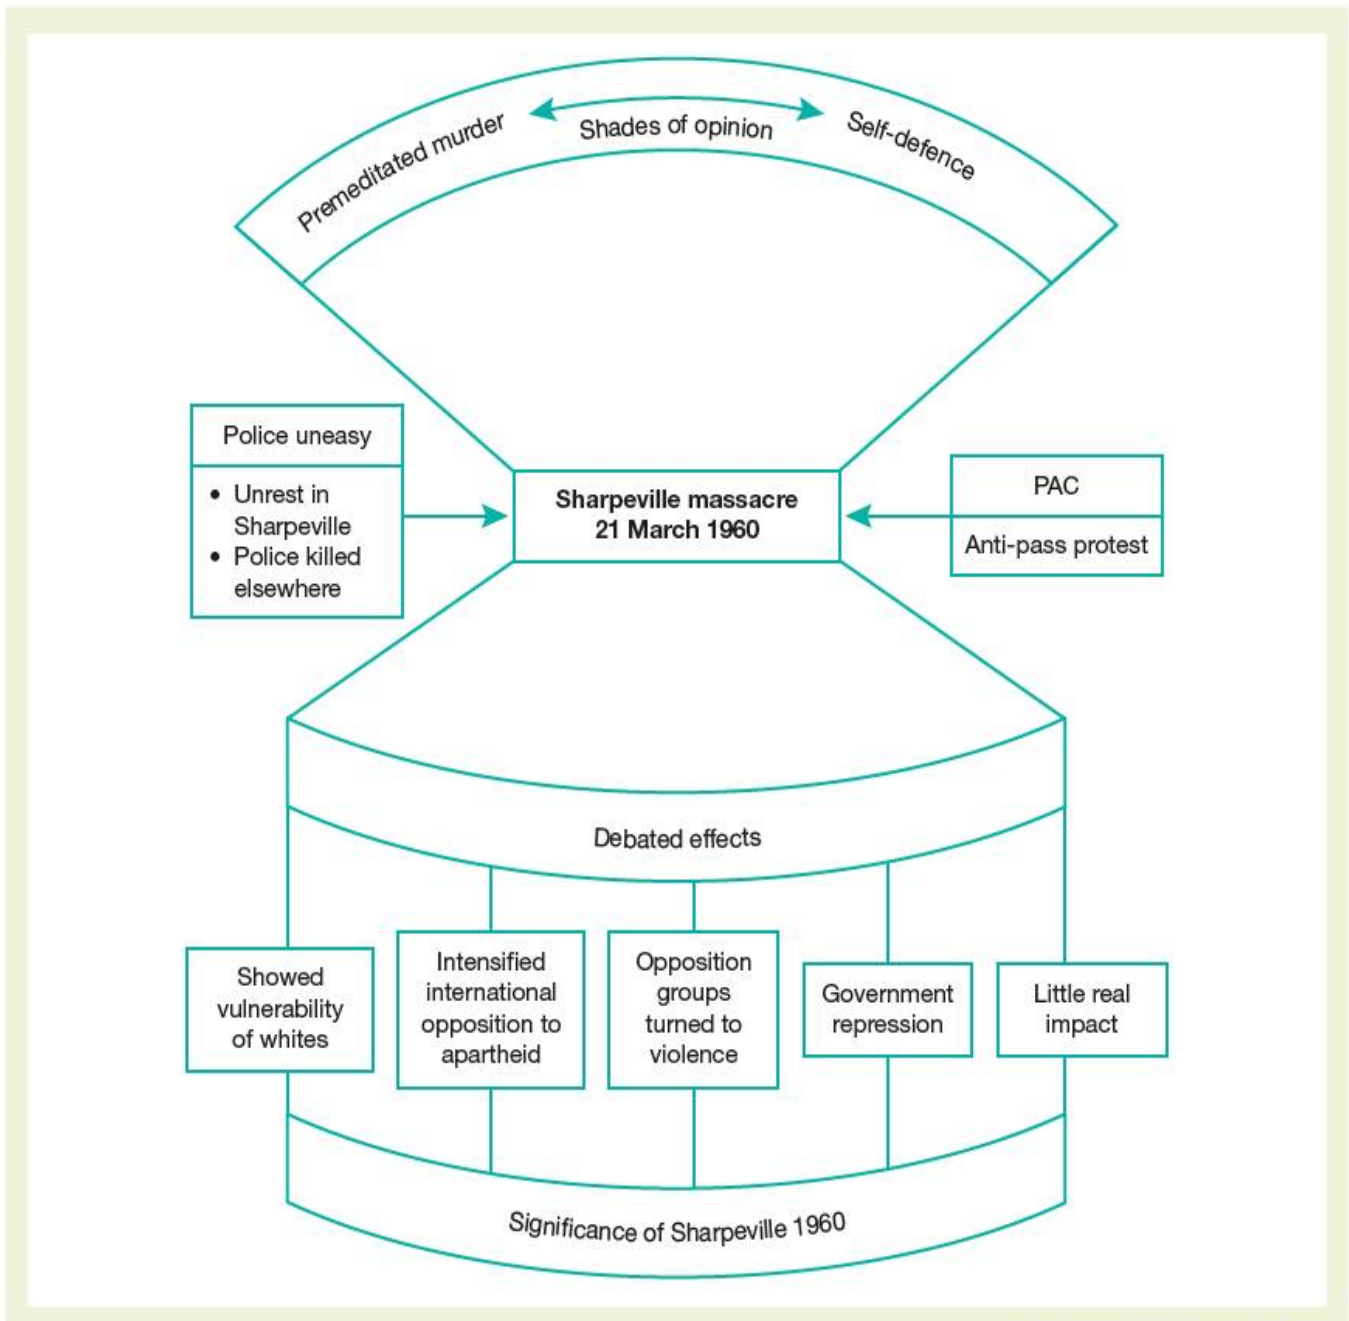 Premeditated murder
Shades of opinion
Self-defence
Police uneasy
• Unrest in
Sharpeville
• Police killed
elsewhere
Sharpeville massacre
21 March 1960
PAC
Anti-pass protest
Debated effects
Showed
vulnerability
of whites
Intensified
international
opposition to
apartheid
Opposition
groups
turned to
violence
Government
repression
Little real
impact
Significance of Sharpeville 1960